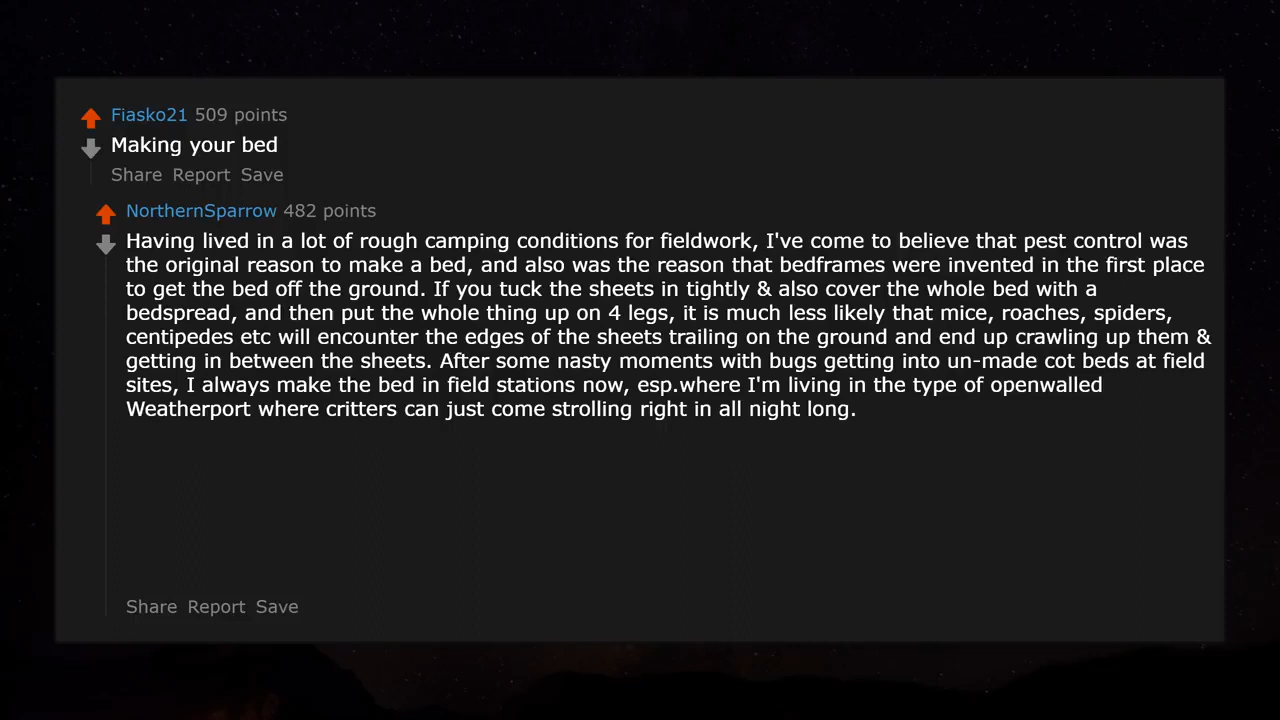 Fiasko21 509 points
Making your bed
Share Report Save
NorthernSparrow 482 points
Having lived in a lot of rough camping conditions for fieldwork, I've come to believe that pest control was
the original reason to make a bed, and also was the reason that bedframes were invented in the first place
to get the bed off the ground. If you tuck the sheets in tightly & also cover the whole bed with a
bedspread, and then put the whole thing up on 4 legs, it is much less likely that mice, roaches, spiders,
centipedes etc will encounter the edges of the sheets trailing on the ground and end up crawling up them &
getting in between the sheets. After some nasty moments with bugs getting into un-made cot beds at field
sites, I always make the bed in field stations now, esp.where I'm living in the type of openwalled
Weatherport where critters can just come strolling right in all night long.
Share Report Save